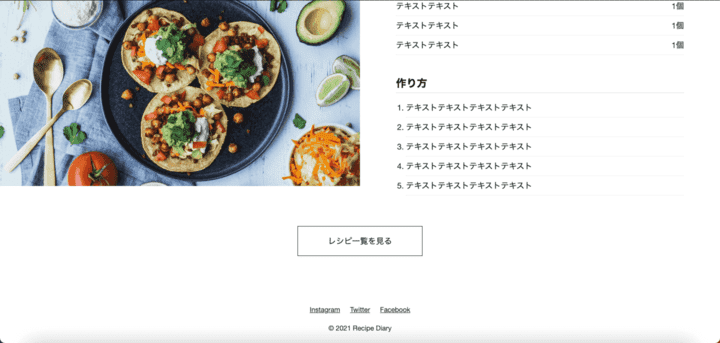 テキストテキスト 1個
テキストテキスト 1個
テキストテキスト 1個
作り方
1. テキストテキストテキストテキスト
2. テキストテキストテキストテキスト
3. テキストテキストテキストテキスト
4. テキストテキストテキストテキスト
5. テキストテキストテキストテキスト
レシピ一覧を見る
Instagram Twitter Facebook
© 2021 Recipe Diary